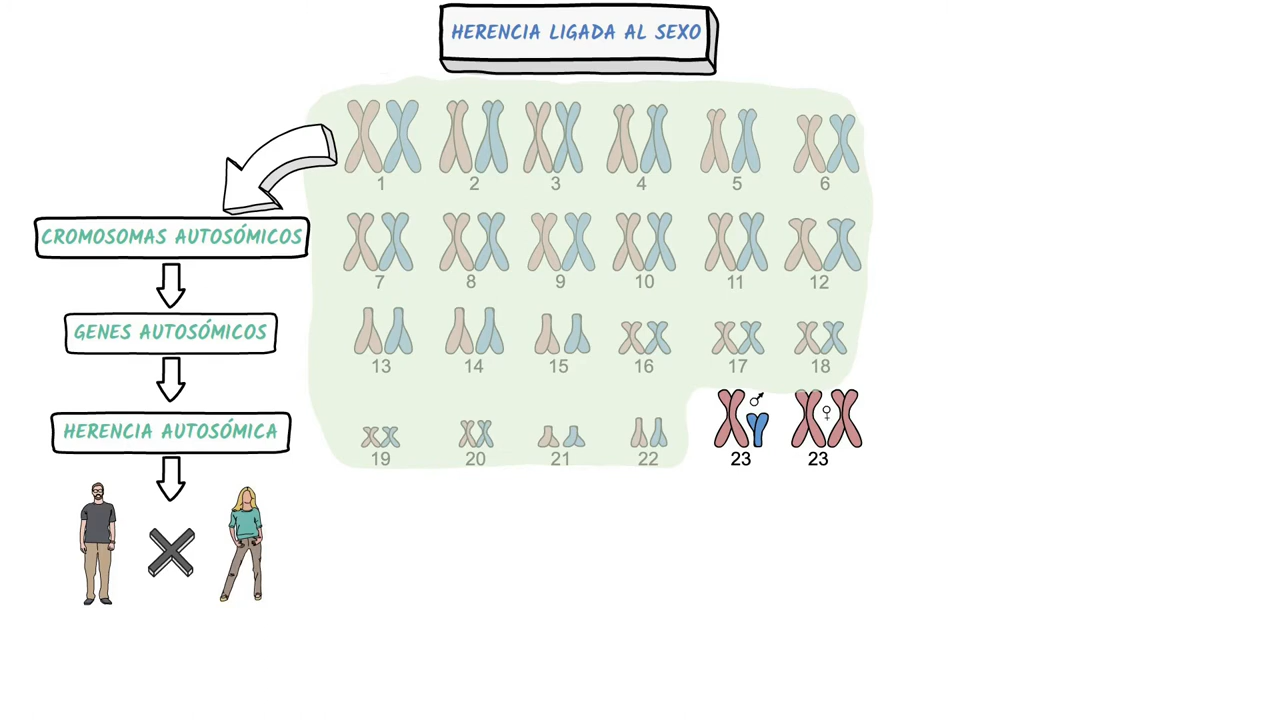 HERENCIA LIGADA AL SEXO
1 2 3 4 5 6
CROMOSOMAS AUTOSÓMICOS
7 8 9 10 11 12
GENES AUTOSÓMICOS
13 14 15 16 17 18
♂ ♀
HERENCIA AUTOSÓMICA
19 20 21 22 23 23